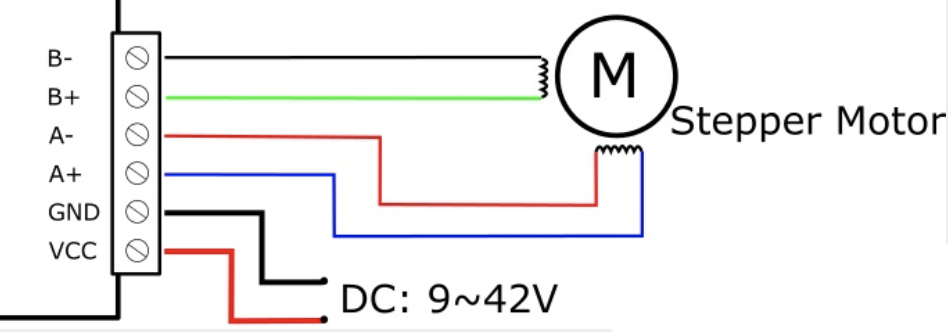 B-
B+
A-
A+
GND
VCC
M
Stepper Motor
DC: 9~42V